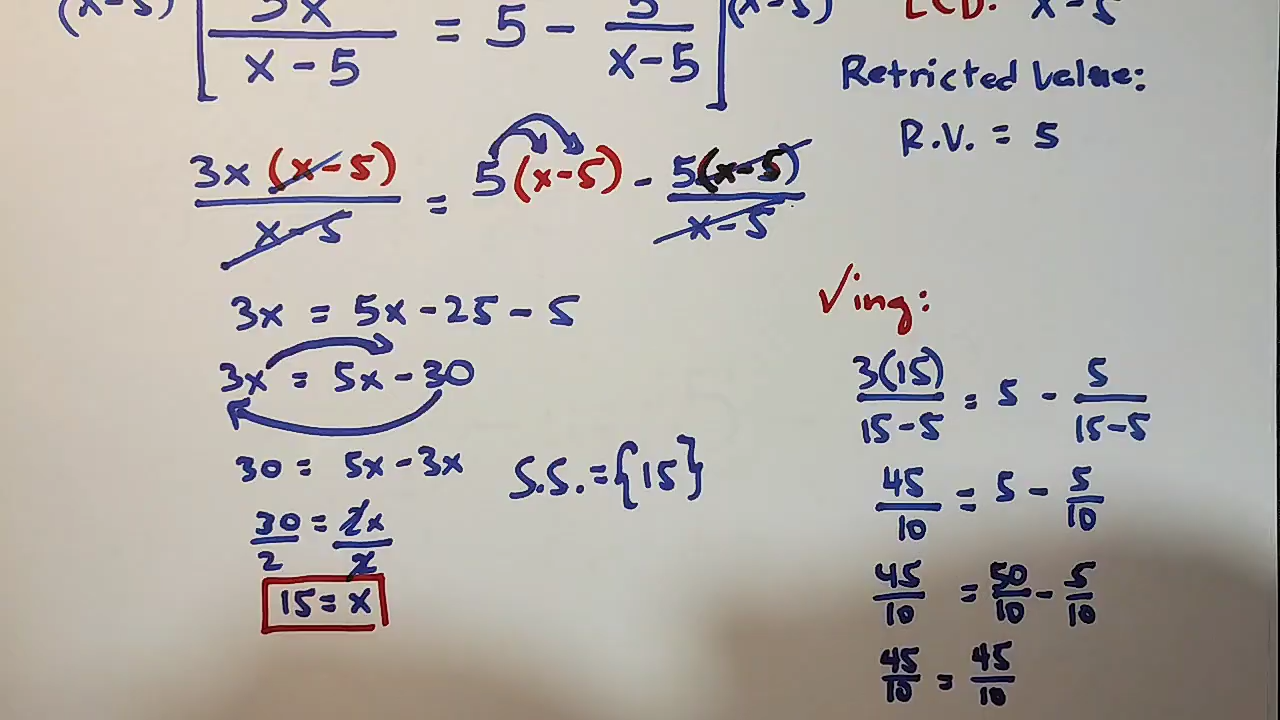 (x-5) [3x/(x-5) = 5 - 5/(x-5)] (x-5)
LCD: x-5
Retricted Value:
R.V. = 5
3x(x-5)/(x-5) = 5(x-5) - 5(x-5)/(x-5)
3x = 5x - 25 - 5
3x = 5x - 30
30 = 5x - 3x
30/2 = 2x/2
15 = x
S.S. = {15}
√ing:
3(15)/(15-5) = 5 - 5/(15-5)
45/10 = 5 - 5/10
45/10 = 50/10 - 5/10
45/10 = 45/10